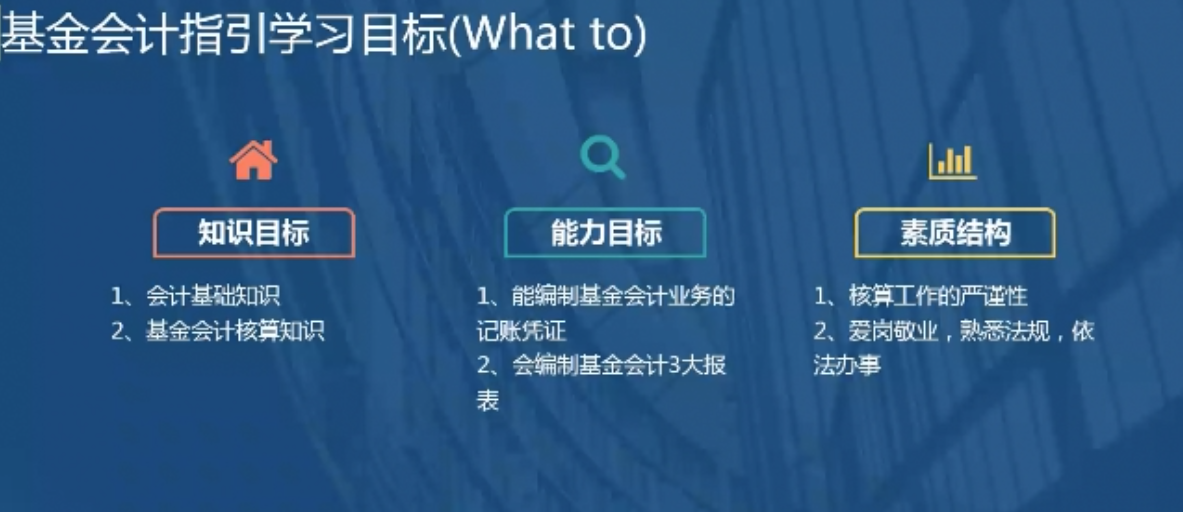 基金会计指引学习目标(What to)
知识目标
1、会计基础知识
2、基金会计核算知识
能力目标
1、能编制基金会计业务的
记账凭证
2、会编制基金会计3大报
表
素质结构
1、核算工作的严谨性
2、爱岗敬业，熟悉法规，依
法办事